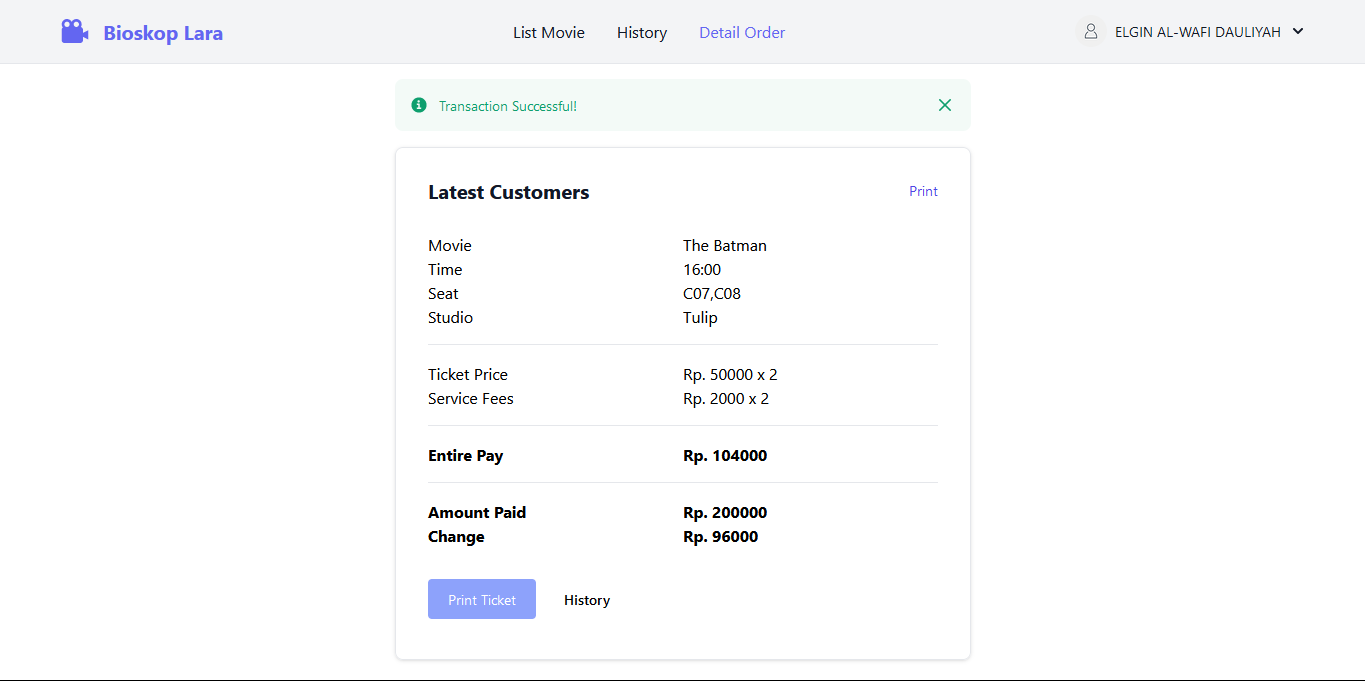 Bioskop Lara
List Movie
History
Detail Order
ELGIN AL-WAFI DAULIYAH
Transaction Successful!
Latest Customers
Print
Movie The Batman
Time 16:00
Seat C07,C08
Studio Tulip
Ticket Price Rp. 50000 x 2
Service Fees Rp. 2000 x 2
Entire Pay Rp. 104000
Amount Paid Rp. 200000
Change Rp. 96000
Print Ticket
History